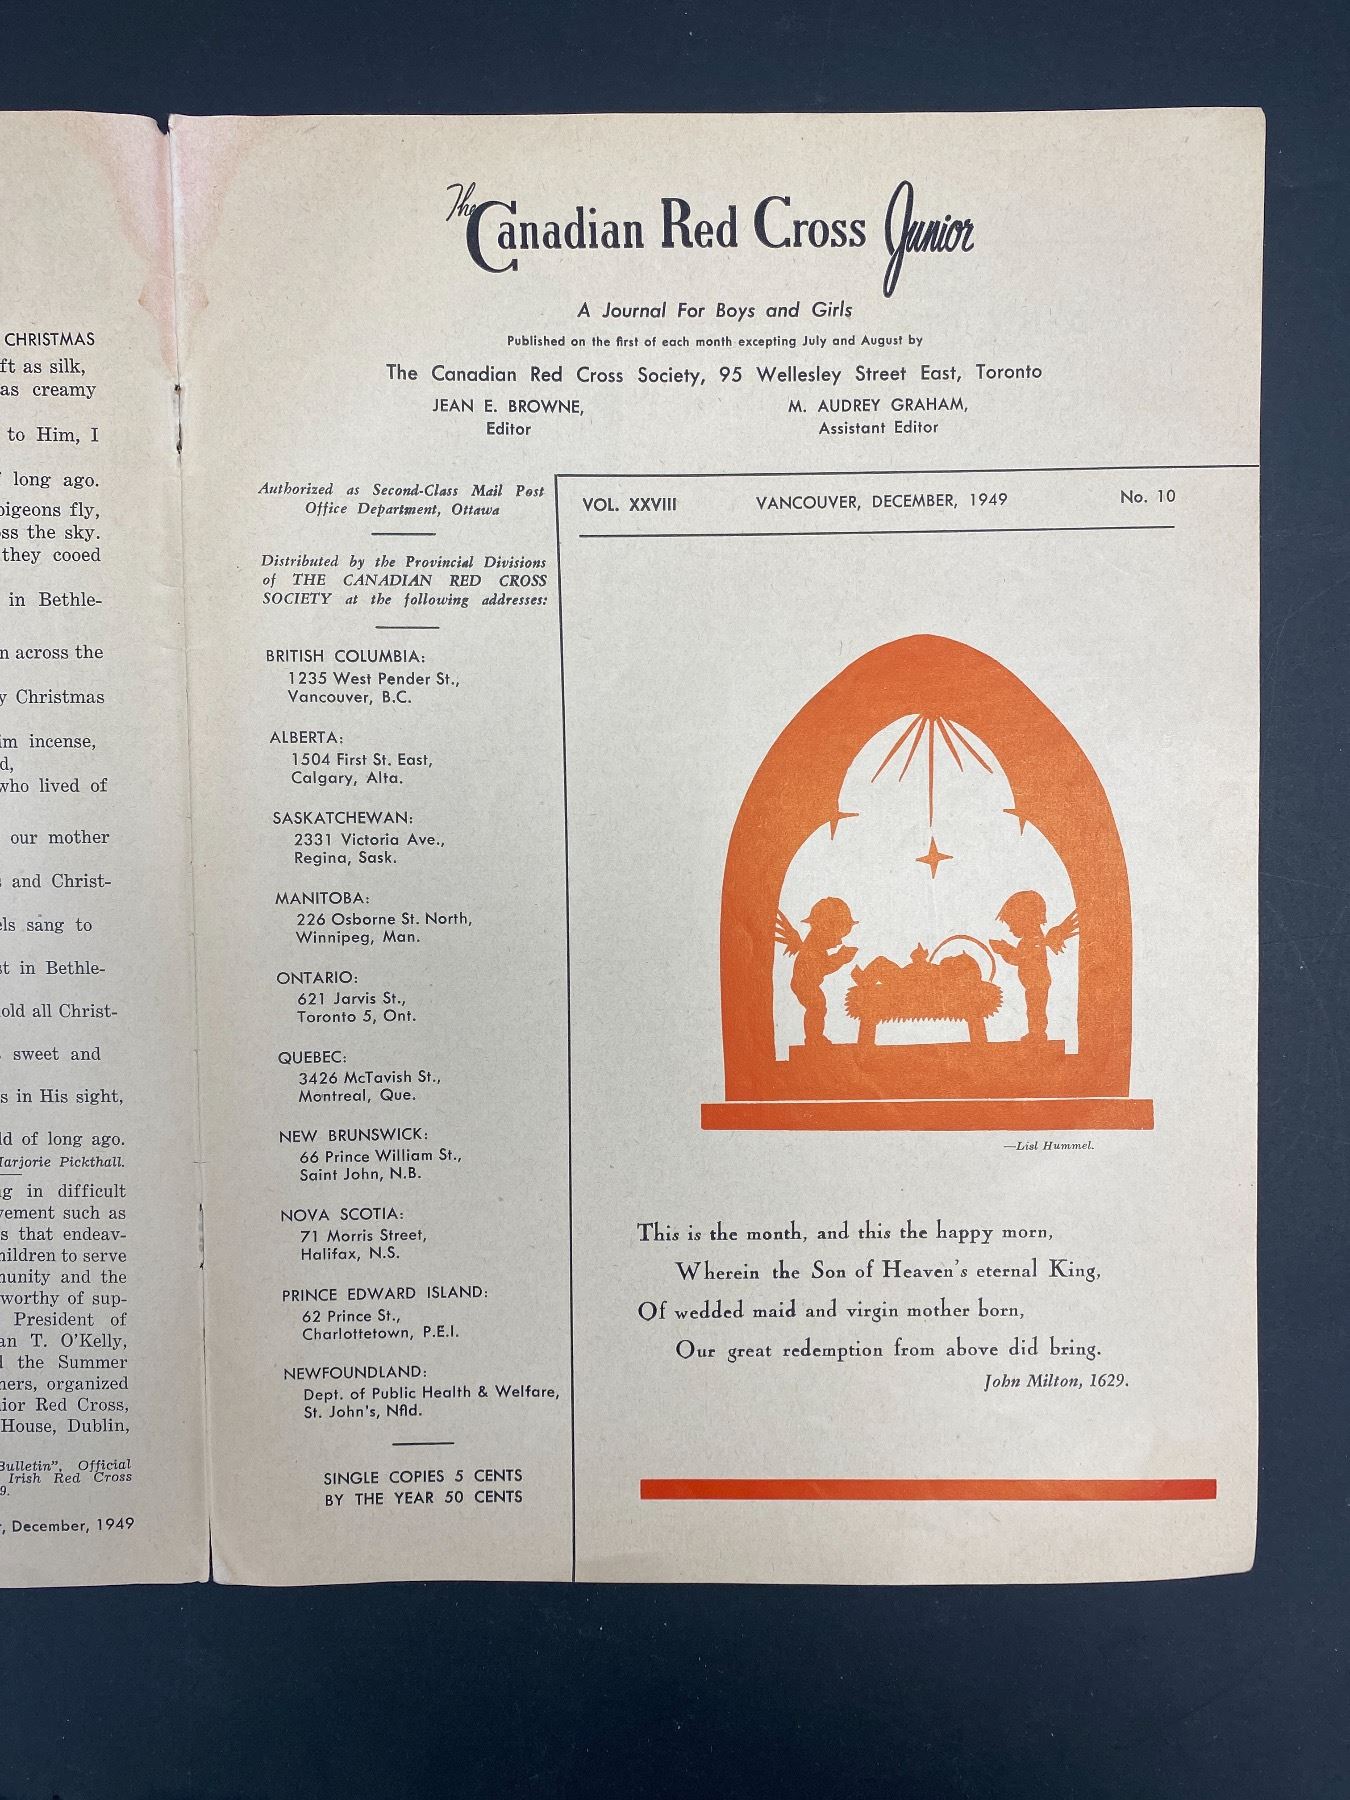 CHRISTMAS
as silk,
as creamy
to Him, I
long ago.
pigeons fly,
the sky.
they cooed
in Bethle-
across the
Christmas
incense,
who lived of
our mother
and Christ-
sang to
in Bethle-
old all Christ-
sweet and
in His sight,
of long ago.
Marjorie Pickthall.
in difficult
such as
that endeav-
children to serve
and the
worthy of sup-
President of
T. O'Kelly,
the Summer
organized
Red Cross,
House, Dublin,
Bulletin", Official
Irish Red Cross
December, 1949
The Canadian Red Cross Junior
A Journal For Boys and Girls
Published on the first of each month excepting July and August by
The Canadian Red Cross Society, 95 Wellesley Street East, Toronto
JEAN E. BROWNE,
Editor
M. AUDREY GRAHAM,
Assistant Editor
Authorized as Second-Class Mail Post
Office Department, Ottawa
Distributed by the Provincial Divisions
of THE CANADIAN RED CROSS
SOCIETY at the following addresses:
BRITISH COLUMBIA:
1235 West Pender St.,
Vancouver, B.C.
ALBERTA:
1504 First St. East,
Calgary, Alta.
SASKATCHEWAN:
2331 Victoria Ave.,
Regina, Sask.
MANITOBA:
226 Osborne St. North,
Winnipeg, Man.
ONTARIO:
621 Jarvis St.,
Toronto 5, Ont.
QUEBEC:
3426 McTavish St.,
Montreal, Que.
NEW BRUNSWICK:
66 Prince William St.,
Saint John, N.B.
NOVA SCOTIA:
71 Morris Street,
Halifax, N.S.
PRINCE EDWARD ISLAND:
62 Prince St.,
Charlottetown, P.E.I.
NEWFOUNDLAND:
Dept. of Public Health & Welfare,
St. John's, Nfld.
SINGLE COPIES 5 CENTS
BY THE YEAR 50 CENTS
VOL. XXVIII VANCOUVER, DECEMBER, 1949 No. 10
—Lisl Hummel.
This is the month, and this the happy morn,
Wherein the Son of Heaven's eternal King,
Of wedded maid and virgin mother born,
Our great redemption from above did bring.
John Milton, 1629.